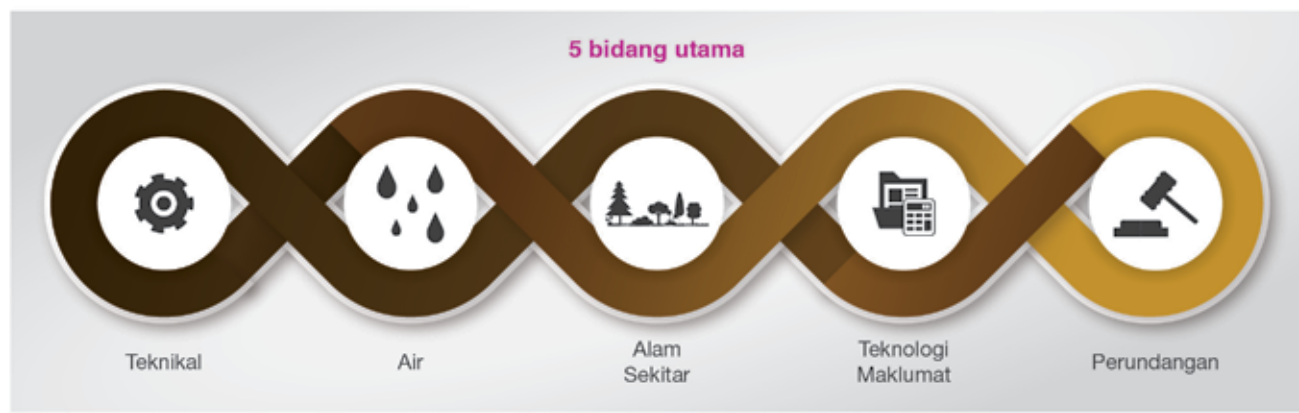 5 bidang utama
Teknikal
Air
Alam
Sekitar
Teknologi
Maklumat
Perundangan